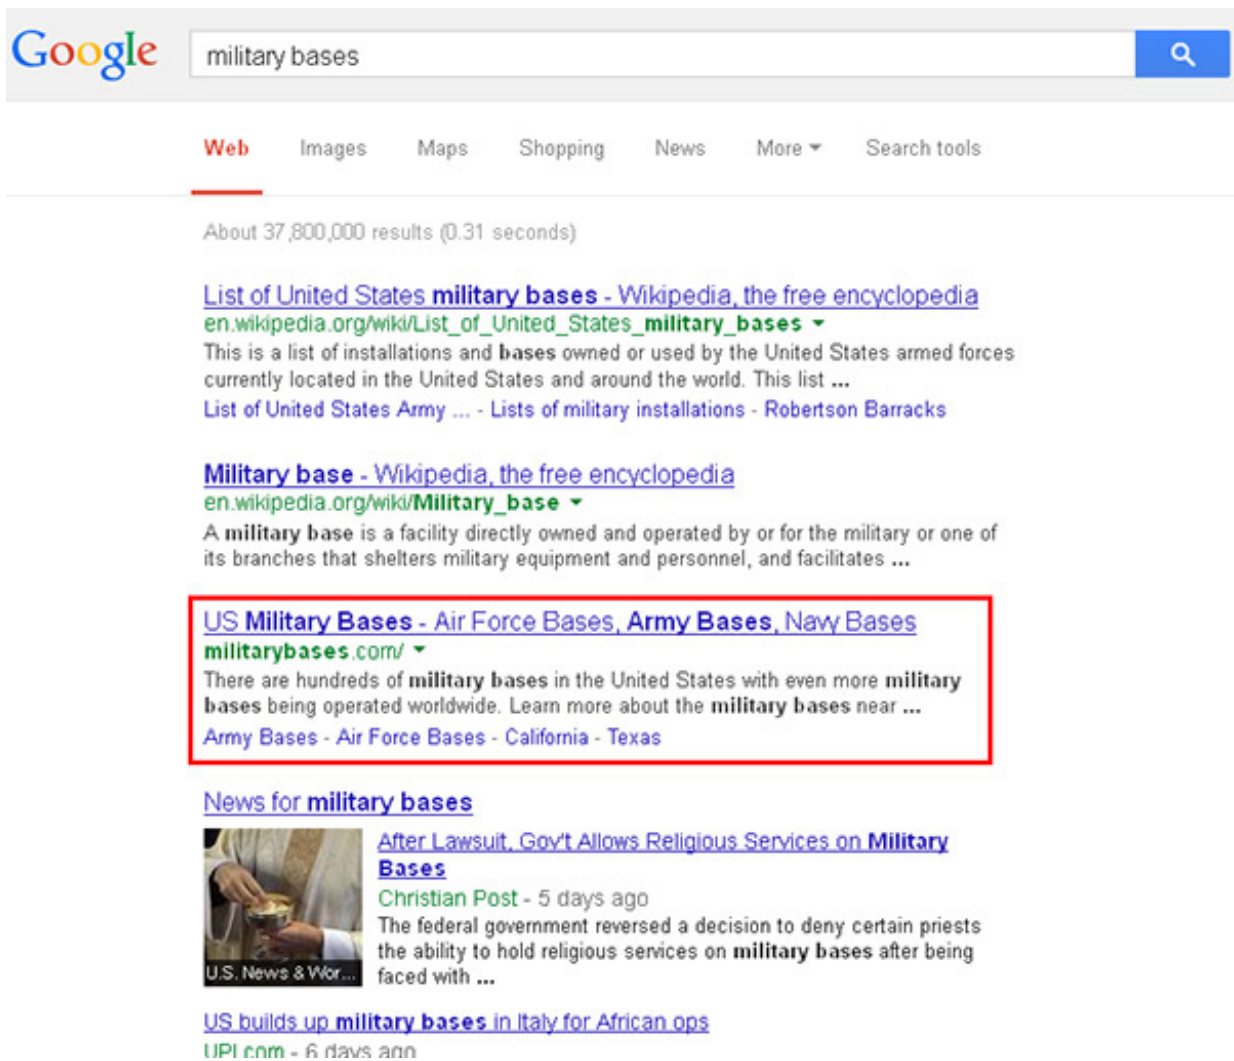 Google
military bases
Web Images Maps Shopping News More Search tools
About 37,800,000 results (0.31 seconds)
List of United States military bases - Wikipedia, the free encyclopedia
en.wikipedia.org/wiki/List_of_United_States_military_bases
This is a list of installations and bases owned or used by the United States armed forces
currently located in the United States and around the world. This list ...
List of United States Army ... - Lists of military installations - Robertson Barracks
Military base - Wikipedia, the free encyclopedia
en.wikipedia.org/wiki/Military_base
A military base is a facility directly owned and operated by or for the military or one of
its branches that shelters military equipment and personnel, and facilitates ...
US Military Bases - Air Force Bases, Army Bases, Navy Bases
militarybases.com/
There are hundreds of military bases in the United States with even more military
bases being operated worldwide. Learn more about the military bases near ...
Army Bases - Air Force Bases - California - Texas
News for military bases
After Lawsuit, Gov't Allows Religious Services on Military
Bases
Christian Post - 5 days ago
The federal government reversed a decision to deny certain priests
the ability to hold religious services on military bases after being
faced with ...
U.S. News & Wor...
US builds up military bases in Italy for African ops
UPI.com - 6 days ago